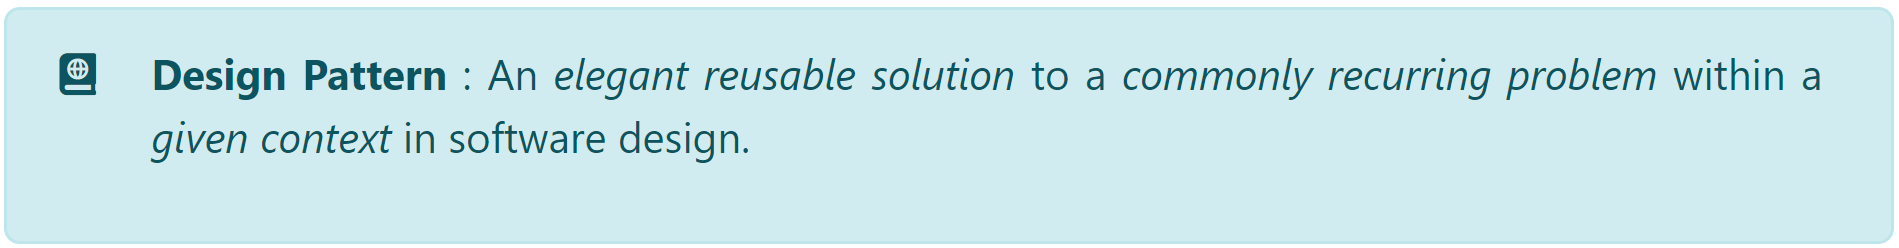 Design Pattern : An elegant reusable solution to a commonly recurring problem within a
given context in software design.